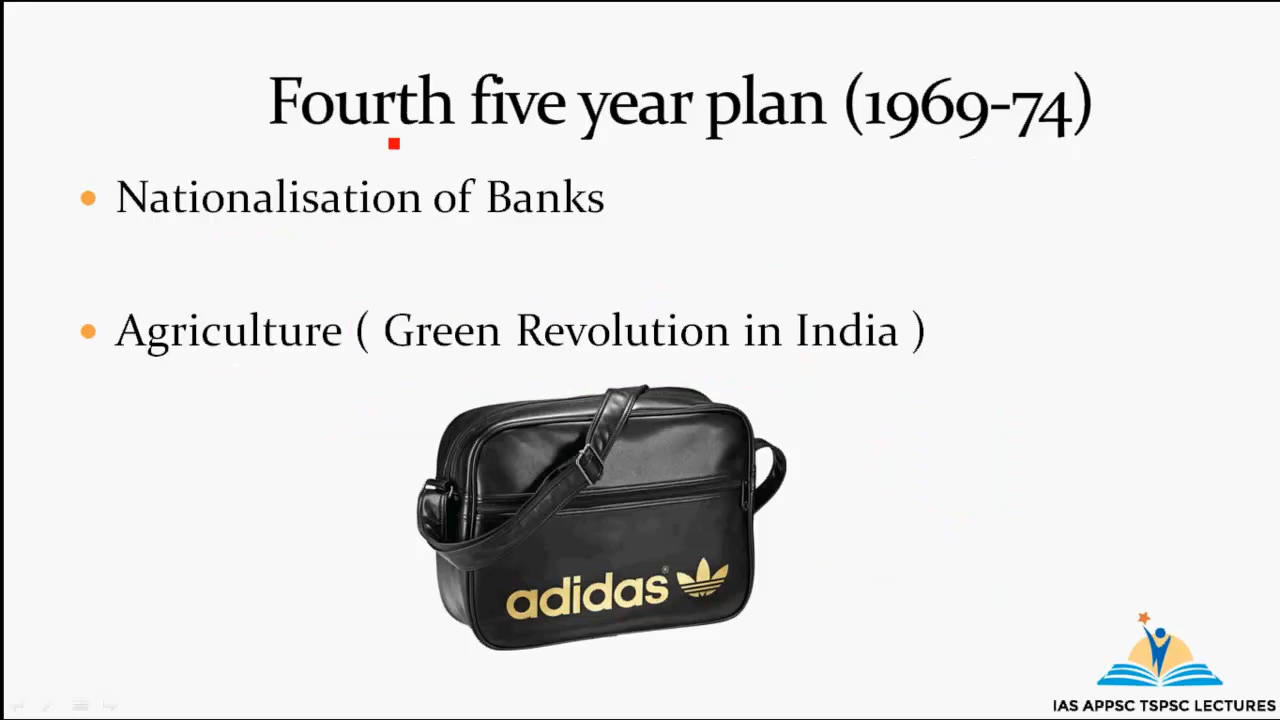 Fourth five year plan (1969-74)
Nationalisation of Banks
Agriculture ( Green Revolution in India )
adidas®
IAS APPSC TSPSC LECTURES